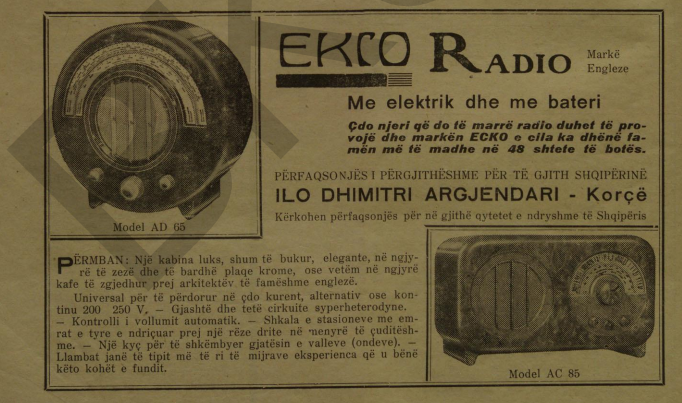 EKCO RADIO
Markë
Engleze
Me elektrik dhe me bateri
Çdo njeri që do të marrë radio duhet të pro-
vojë dhe markën ECKO e cila ka dhënë fa-
mën më të madhe në 48 shtete të botës.
PËRFAQSONJËS I PËRGJITHËSHME PËR TË GJITH SHQIPËRINË
ILO DHIMITRI ARGJENDARI - Korçë
Kërkohen përfaqsonjës për në gjithë qytetet e ndryshme të Shqipëris
Model AD 65
PËRMBAN: Një kabina luks, shum të bukur, elegante, në ngjy-
rë të zezë dhe të bardhë plaqe krome, ose vetëm në ngjyrë
kafe të zgjedhur prej arkitektëv të famëshme englezë.
Universal për të përdorur në çdo kurent, alternativ ose kon-
tinu 200 250 V. — Gjashtë dhe tetë cirkuite syperheterodyne.
— Kontrolli i vollumit automatik. — Shkala e stasioneve me em-
rat e tyre e ndriçuar prej një rëze drite në menyrë të çuditësh-
me. — Një kyç për të shkëmbyer gjatësin e valleve (ondeve). —
Llambat janë të tipit më të ri të mijrave eksperienca që u bënë
këto kohët e fundit.
Model AC 85